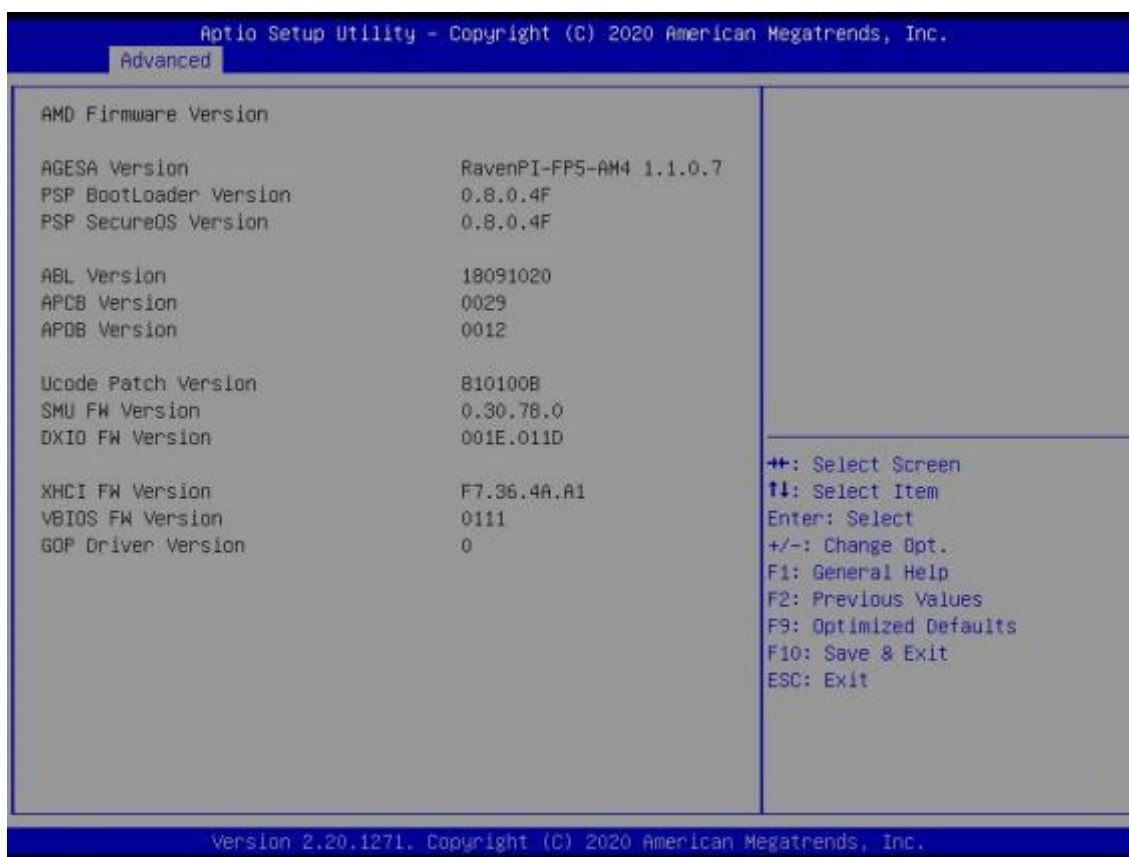 Aptio Setup Utility - Copyright (C) 2020 American Megatrends, Inc.
Advanced
AMD Firmware Version
AGESA Version RavenPI-FP5-AM4 1.1.0.7
PSP BootLoader Version 0.8.0.4F
PSP SecureOS Version 0.8.0.4F
ABL Version 18091020
APCB Version 0029
APOB Version 0012
Ucode Patch Version 810100B
SMU FW Version 0.30.78.0
DXIO FW Version 001E.011D
XHCI FW Version F7.36.4A.A1
VBIOS FW Version 0111
GOP Driver Version 0
→←: Select Screen
↑↓: Select Item
Enter: Select
+/-: Change Opt.
F1: General Help
F2: Previous Values
F9: Optimized Defaults
F10: Save & Exit
ESC: Exit
Version 2.20.1271. Copyright (C) 2020 American Megatrends, Inc.